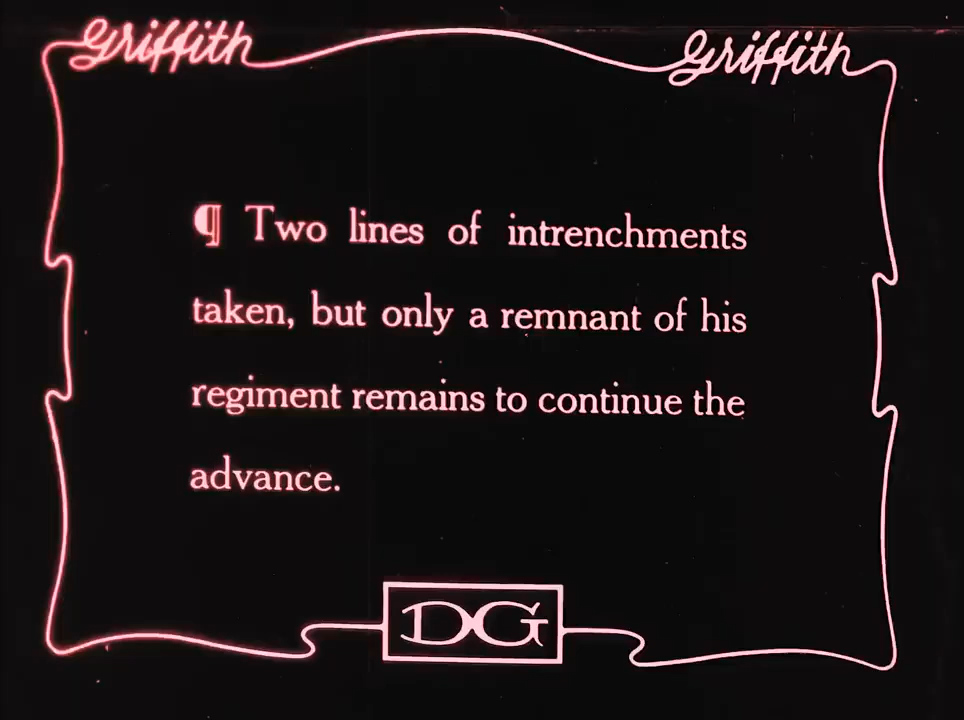 Griffith Griffith
¶ Two lines of intrenchments
taken, but only a remnant of his
regiment remains to continue the
advance.
DG